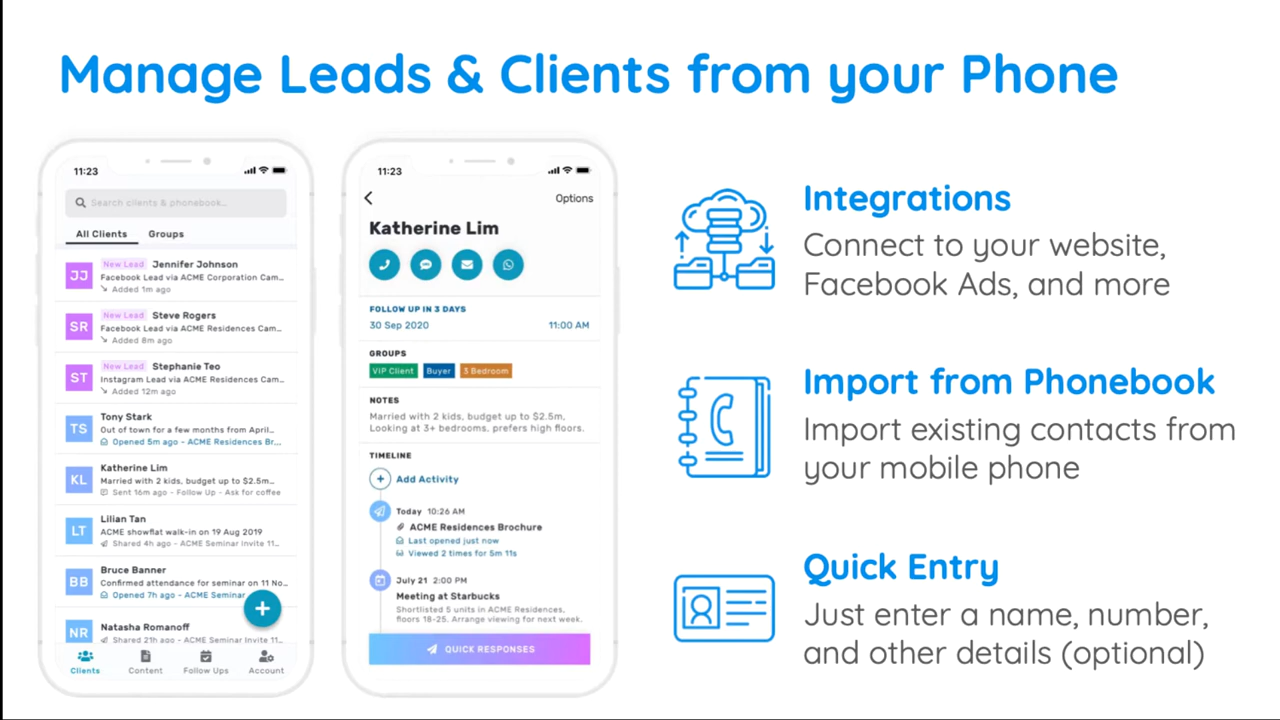 Manage Leads & Clients from your Phone
11:23
Search clients & phonebook...
All Clients Groups
JJ
New Lead Jennifer Johnson
Facebook Lead via ACME Corporation Cam...
Added 1m ago
SR
New Lead Steve Rogers
Facebook Lead via ACME Residences Cam...
Added 8m ago
ST
New Lead Stephanie Teo
Instagram Lead via ACME Residences Cam...
Added 12m ago
TS
Tony Stark
Out of town for a few months from April...
Opened 5m ago - ACME Residences Br...
KL
Katherine Lim
Married with 2 kids, budget up to $2.5m...
Sent 16m ago - Follow Up - Ask for coffee
LT
Lilian Tan
ACME showflat walk-in on 19 Aug 2019
Shared 4h ago - ACME Seminar Invite 11...
BB
Bruce Banner
Confirmed attendance for seminar on 11 No...
Opened 7h ago - ACME Seminar
+
NR
Natasha Romanoff
Shared 21h ago - ACME Seminar Invite 11...
Clients Content Follow Ups Account
11:23
Options
Katherine Lim
FOLLOW UP IN 3 DAYS
30 Sep 2020 11:00 AM
GROUPS
VIP Client Buyer 3 Bedroom
NOTES
Married with 2 kids, budget up to $2.5m,
Looking at 3+ bedrooms, prefers high floors.
TIMELINE
+ Add Activity
Today 10:26 AM
ACME Residences Brochure
Last opened just now
Viewed 2 times for 5m 11s
July 21 2:00 PM
Meeting at Starbucks
Shortlisted 5 units in ACME Residences,
floors 18-25. Arrange viewing for next week.
QUICK RESPONSES
Integrations
Connect to your website,
Facebook Ads, and more
Import from Phonebook
Import existing contacts from
your mobile phone
Quick Entry
Just enter a name, number,
and other details (optional)